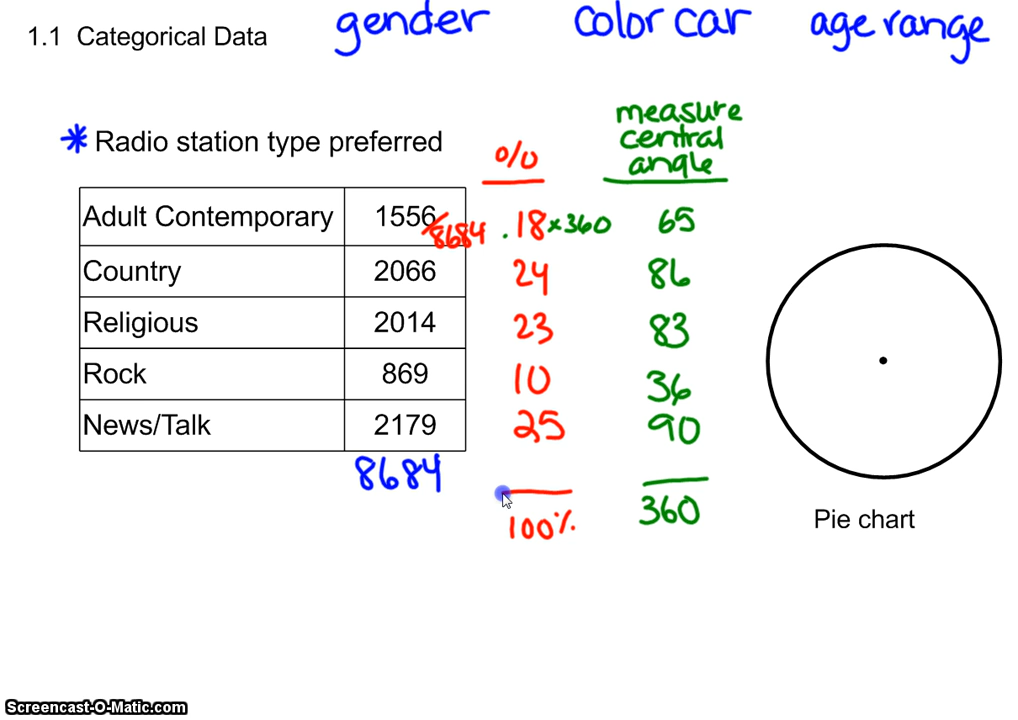 1.1 Categorical Data gender color car age range
measure
central
angle
* Radio station type preferred %
Adult Contemporary 1556/8684 .18×360 65
Country 2066 24 86
Religious 2014 23 83
Rock 869 10 36
News/Talk 2179 25 90
8684
100% 360
Pie chart
Screencast-O-Matic.com